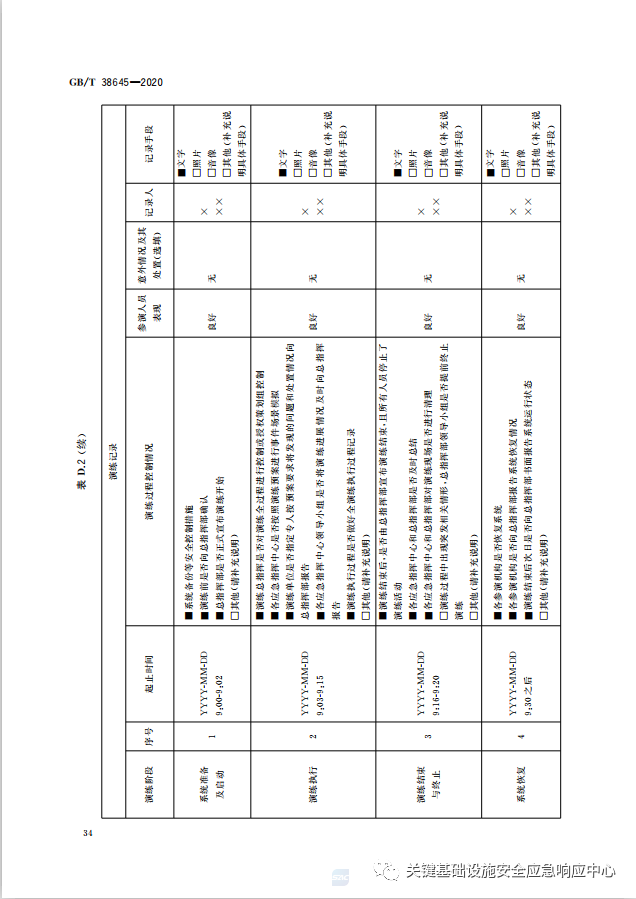 GB/T 38645—2020
表 D.2（续）
演练记录
演练阶段
序号
起止时间
演练过程控制情况
参演人员
表现
意外情况及其
处置(选填)
记录人
记录手段
系统准备
及启动
1
YYYY-MM-DD
9:00-9:02
■系统备份等安全控制措施
■演练前是否向总指挥部确认
■总指挥部是否正式宣布演练开始
□其他(请补充说明)
良好
无
×
××
■文字
□照片
□音像
□其他(补充说
明具体手段)
演练执行
2
YYYY-MM-DD
9:03-9:15
■演练总指挥是否对演练全过程进行控制或授权策划组控制
■各应急指挥中心是否按照演练预案进行事件场景模拟
■演练单位是否指定专人按预案要求将发现的问题和处置情况向
总指挥部报告
■各应急指挥中心领导小组是否将演练进展情况及时向总指挥
报告
■演练执行过程是否做好全演练执行过程记录
□其他(请补充说明)
良好
无
×
××
■文字
□照片
□音像
□其他(补充说
明具体手段)
演练结束
与终止
3
YYYY-MM-DD
9:16-9:20
■演练结束后,是否由总指挥部宣布演练结束,且所有人员停止了
演练活动
■各应急指挥中心和总指挥部是否及时总结
■各应急指挥中心和总指挥部对演练现场是否进行清理
□演练过程中出现突发相关情形,总指挥部领导小组是否提前终止
演练
□其他(请补充说明)
良好
无
×
××
■文字
□照片
□音像
□其他(补充说
明具体手段)
系统恢复
4
YYYY-MM-DD
9:30之后
■各参演机构是否恢复系统
■各参演机构是否向总指挥部报告系统恢复情况
■演练结束后次日是否向总指挥部书面报告系统运行状态
□其他(请补充说明)
良好
无
×
××
■文字
□照片
□音像
□其他(补充说
明具体手段)
34
关键基础设施安全应急响应中心